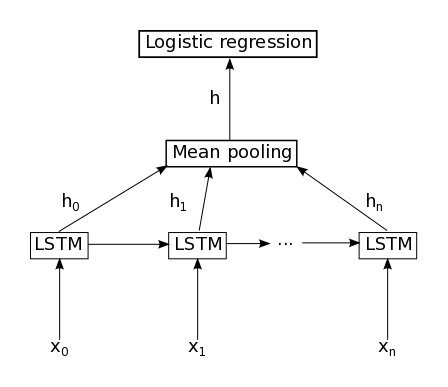 Logistic regression
h
Mean pooling
h0 h1 hn
LSTM LSTM ... LSTM
x0 x1 xn